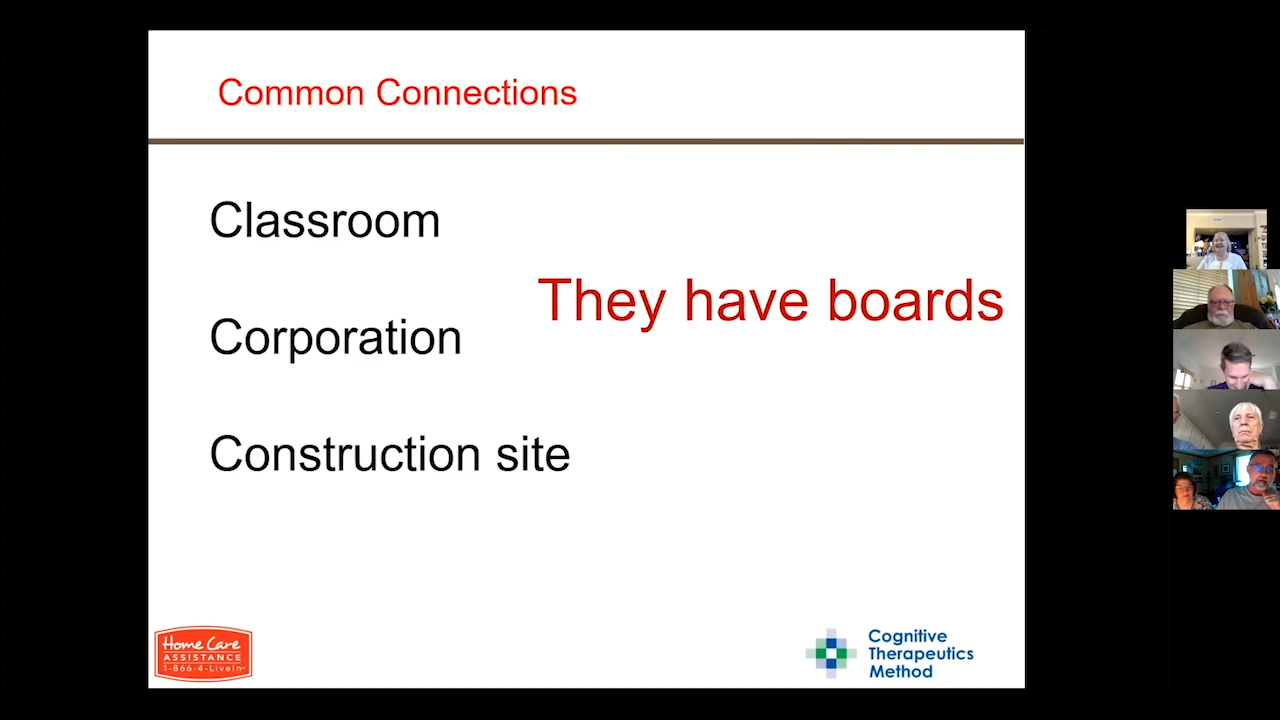 Common Connections
Classroom
They have boards
Corporation
Construction site
Home Care
ASSISTANCE
1-866-4-LiveIn
Cognitive
Therapeutics
Method